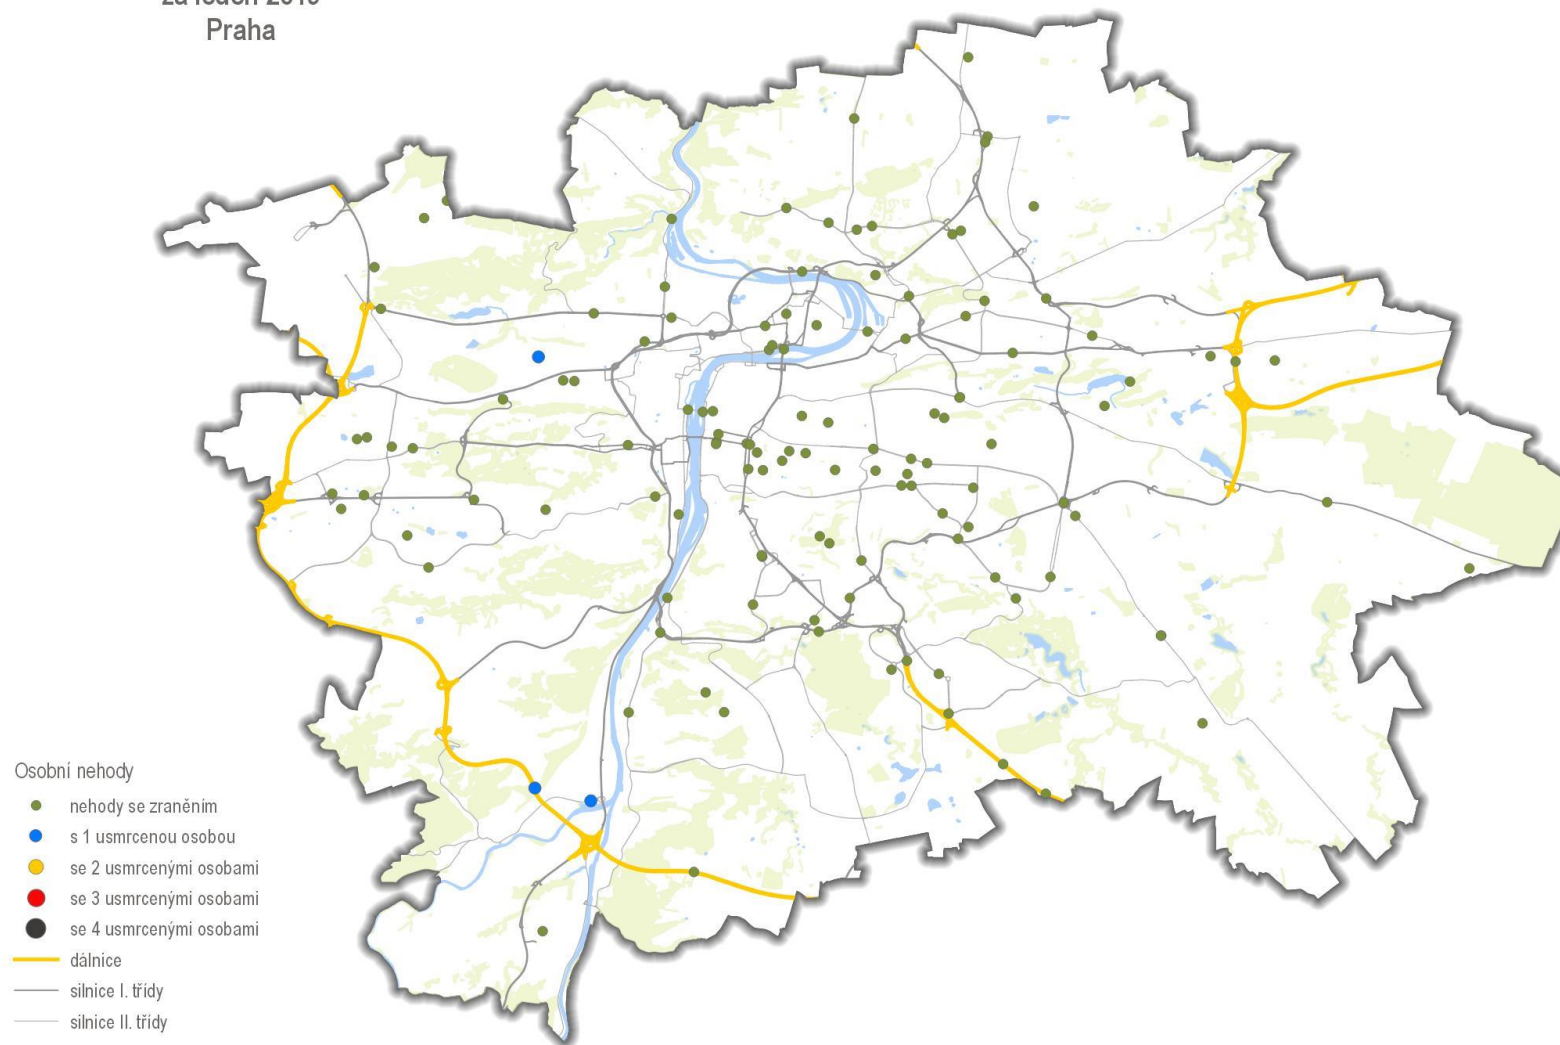 Praha
Osobní nehody
nehody se zraněním
s 1 usmrcenou osobou
se 2 usmrcenými osobami
se 3 usmrcenými osobami
se 4 usmrcenými osobami
dálnice
silnice I. třídy
silnice II. třídy